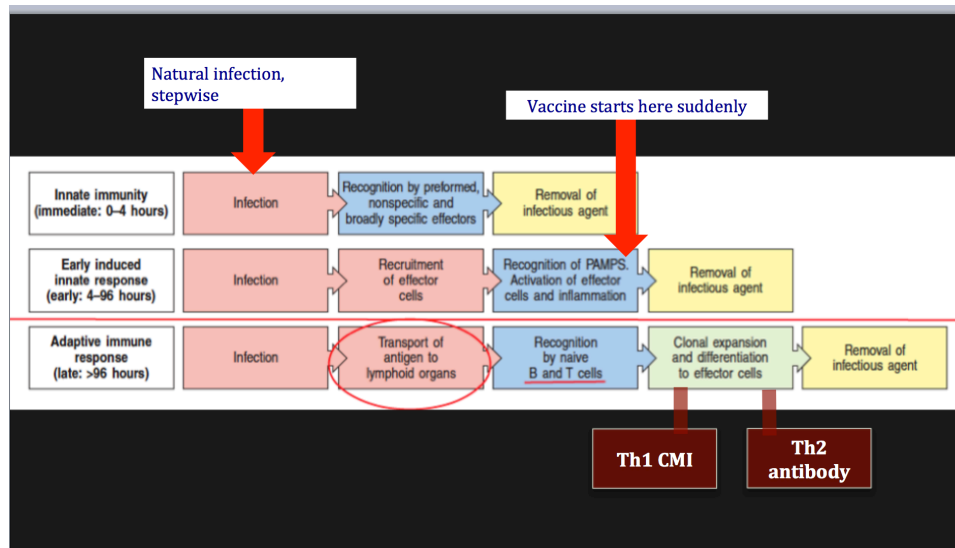 Natural infection,
stepwise
Vaccine starts here suddenly
Innate immunity
(immediate: 0–4 hours)
Infection
Recognition by preformed,
nonspecific and
broadly specific effectors
Removal of
infectious agent
Early induced
innate response
(early: 4–96 hours)
Infection
Recruitment
of effector
cells
Recognition of PAMPS.
Activation of effector
cells and inflammation
Removal of
infectious agent
Adaptive immune
response
(late: >96 hours)
Infection
Transport of
antigen to
lymphoid organs
Recognition
by naive
B and T cells
Clonal expansion
and differentiation
to effector cells
Removal of
infectious agent
Th1 CMI
Th2
antibody